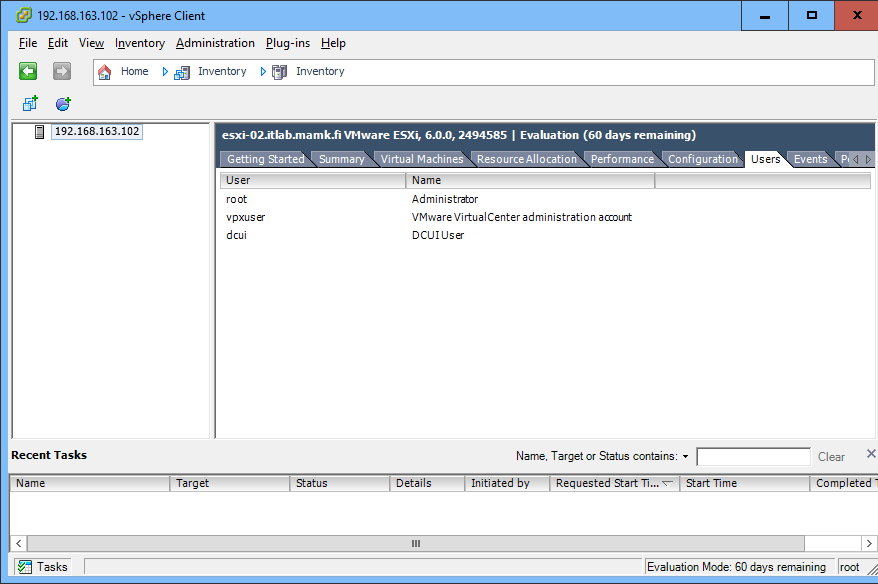 192.168.163.102 - vSphere Client
File Edit View Inventory Administration Plug-ins Help
Home Inventory Inventory
192.168.163.102
esxi-02.itlab.mamk.fi VMware ESXi, 6.0.0, 2494585 | Evaluation (60 days remaining)
Getting Started Summary Virtual Machines Resource Allocation Performance Configuration Users Events
User Name
root Administrator
vpxuser VMware VirtualCenter administration account
dcui DCUI User
Recent Tasks Name, Target or Status contains: Clear
Name Target Status Details Initiated by Requested Start Ti... Start Time Completed T
Tasks Evaluation Mode: 60 days remaining root